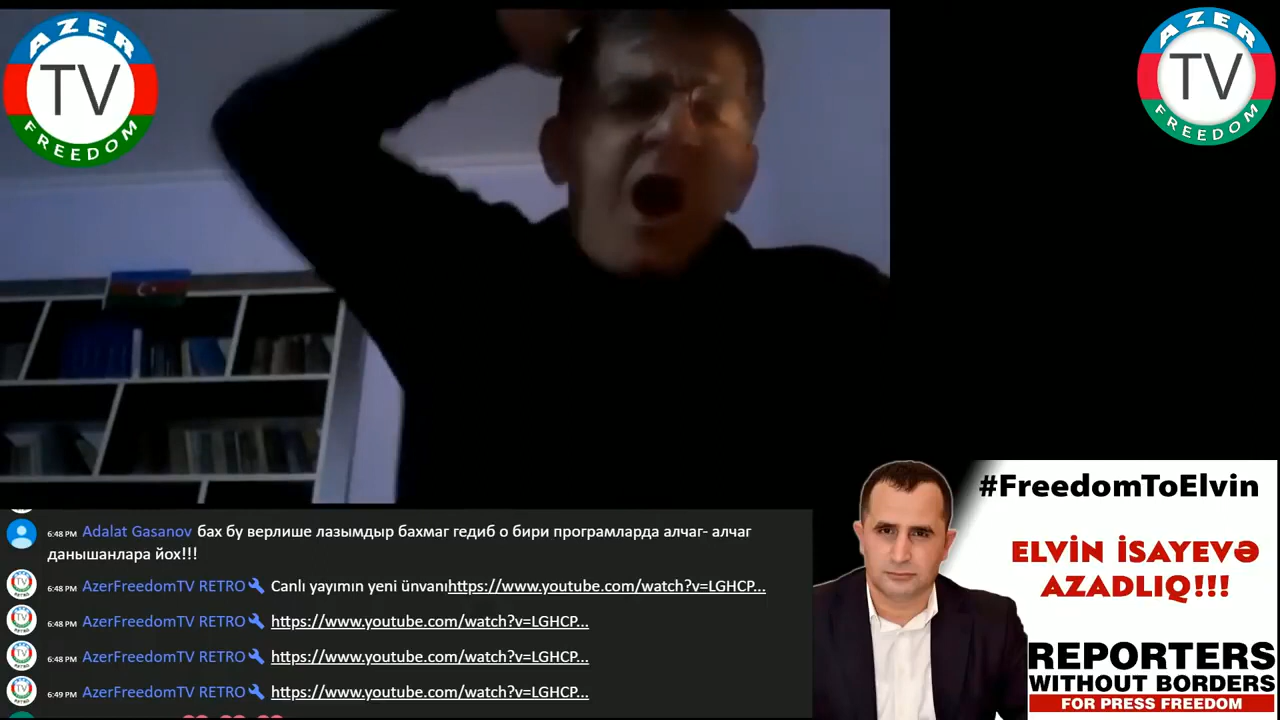 AZER
TV
FREEDOM
AZER
TV
FREEDOM
6:48 PM Adalat Gasanov бах бу верлише лазымдыр бахмаг гедиб о бири програмларда алчаг- алчаг
данышанлара йох!!!
6:48 PM AzerFreedomTV RETRO Canlı yayımın yeni ünvanıhttps://www.youtube.com/watch?v=LGHCP...
6:48 PM AzerFreedomTV RETRO https://www.youtube.com/watch?v=LGHCP...
6:48 PM AzerFreedomTV RETRO https://www.youtube.com/watch?v=LGHCP...
6:49 PM AzerFreedomTV RETRO https://www.youtube.com/watch?v=LGHCP...
#FreedomToElvin
ELVİN İSAYEVƏ
AZADLIQ!!!
REPORTERS
WITHOUT BORDERS
FOR PRESS FREEDOM